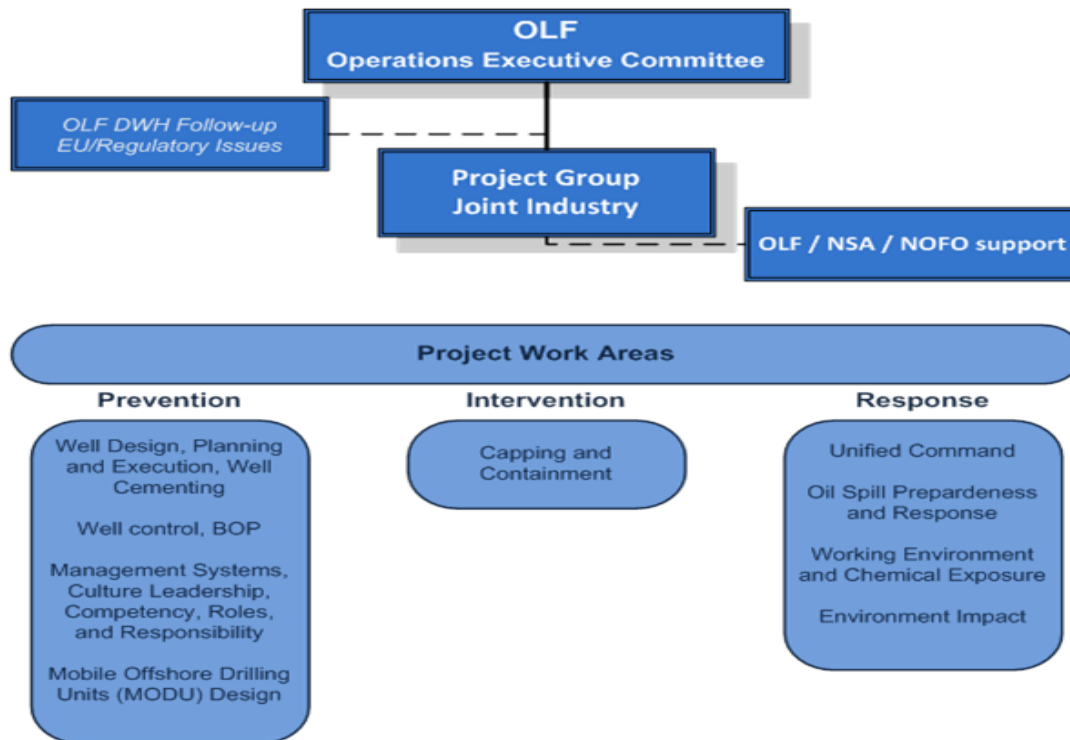 OLF
Operations Executive Committee
OLF DWH Follow-up
EU/Regulatory Issues
Project Group
Joint Industry
OLF / NSA / NOFO support
Project Work Areas
Prevention
Intervention
Response
Well Design, Planning
and Execution, Well
Cementing
Well control, BOP
Management Systems,
Culture Leadership,
Competency, Roles,
and Responsibility
Mobile Offshore Drilling
Units (MODU) Design
Capping and
Containment
Unified Command
Oil Spill Prepardeness
and Response
Working Environment
and Chemical Exposure
Environment Impact